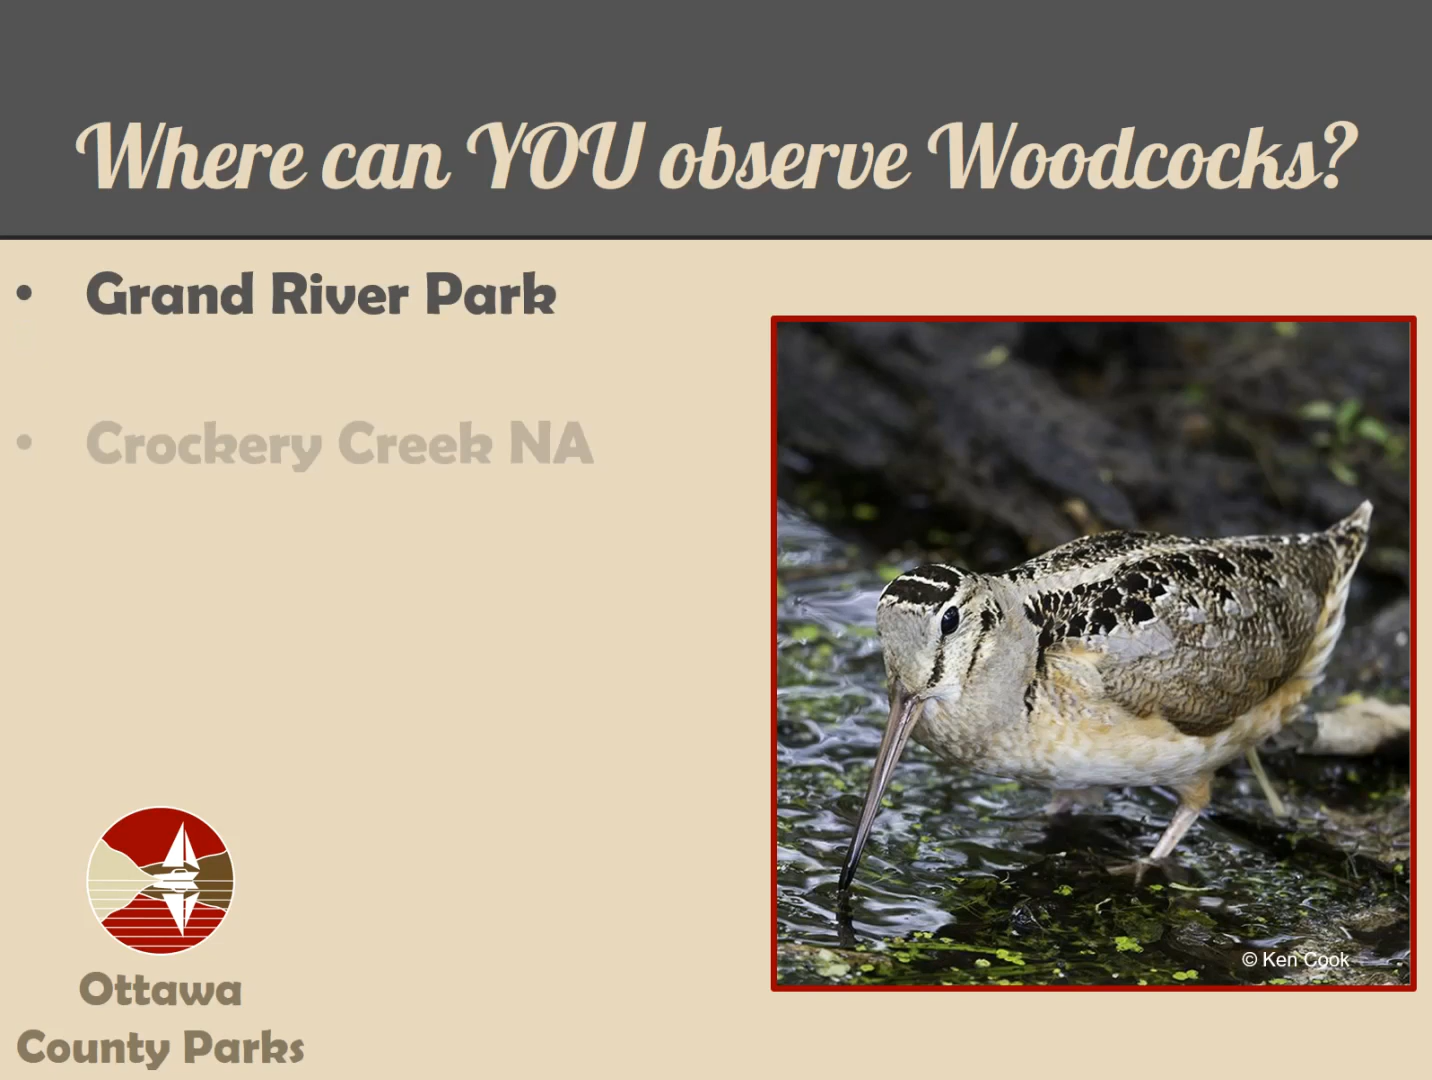 Where can YOU observe Woodcocks?
• Grand River Park
• Crockery Creek NA
© Ken Cook
Ottawa
County Parks